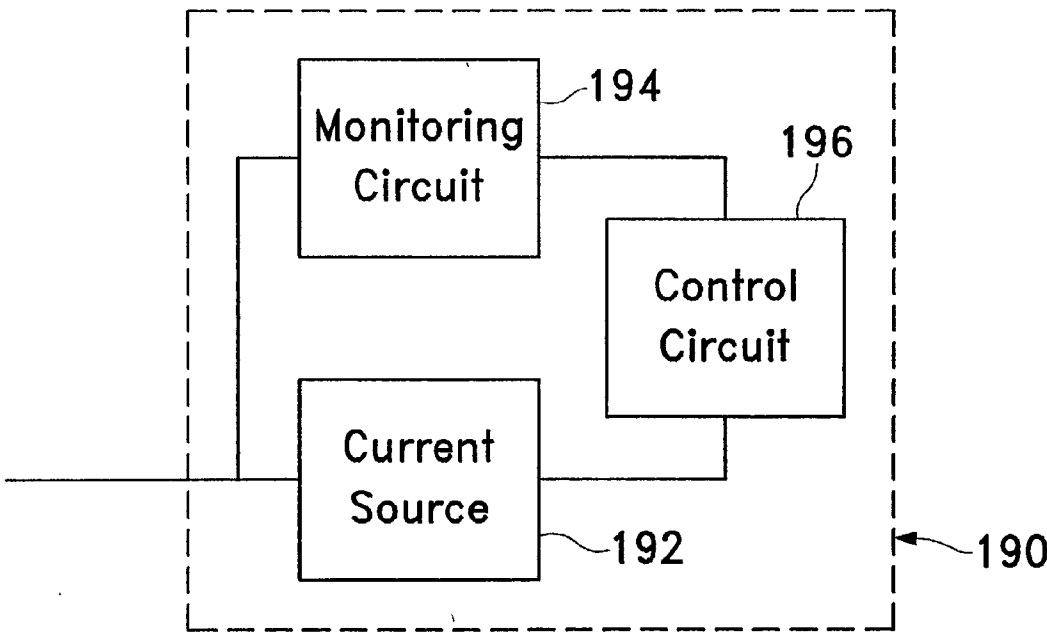 194
Monitoring
Circuit
196
Control
Circuit
Current
Source
192
190